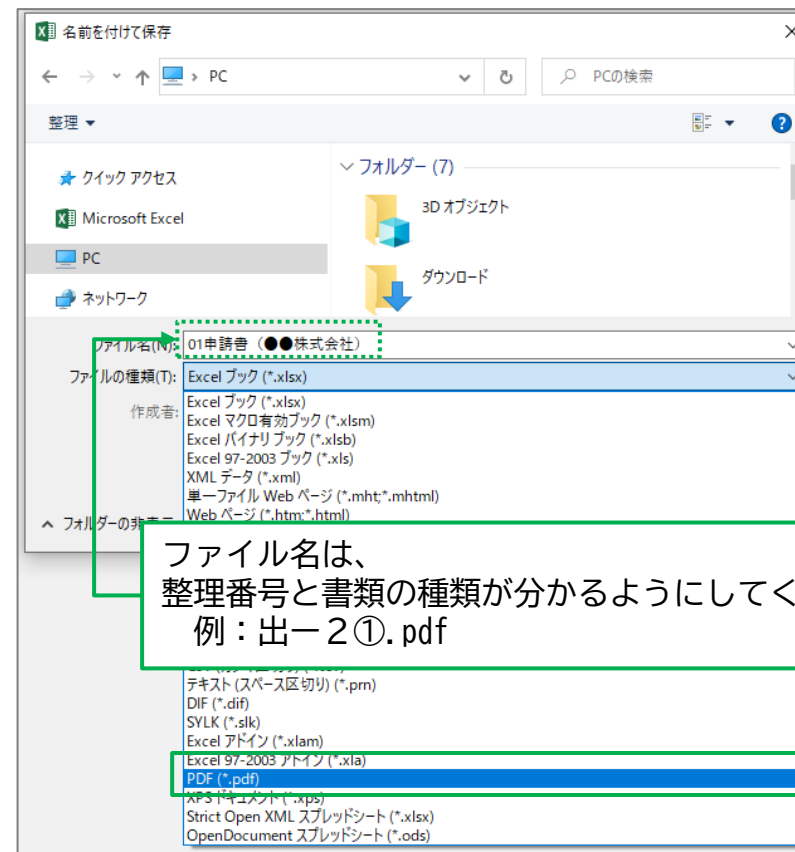 名前を付けて保存
PC
PCの検索
整理
クイック アクセス
Microsoft Excel
PC
ネットワーク
フォルダー (7)
3D オブジェクト
ダウンロード
ファイル名(N):
01申請書（●●株式会社）
ファイルの種類(T):
Excel ブック (*.xlsx)
作成者:
Excel ブック (*.xlsx)
Excel マクロ有効ブック (*.xlsm)
Excel バイナリ ブック (*.xlsb)
Excel 97-2003 ブック (*.xls)
XML データ (*.xml)
単一ファイル Web ページ (*.mht;*.mhtml)
Web ページ (*.htm;*.html)
フォルダーの非表示
ファイル名は、
整理番号と書類の種類が分かるようにしてく
例：出ー２①.pdf
テキスト (スペース区切り) (*.prn)
DIF (*.dif)
SYLK (*.slk)
Excel アドイン (*.xlam)
Excel 97-2003 アドイン (*.xla)
PDF (*.pdf)
XPS ドキュメント (*.xps)
Strict Open XML スプレッドシート (*.xlsx)
OpenDocument スプレッドシート (*.ods)